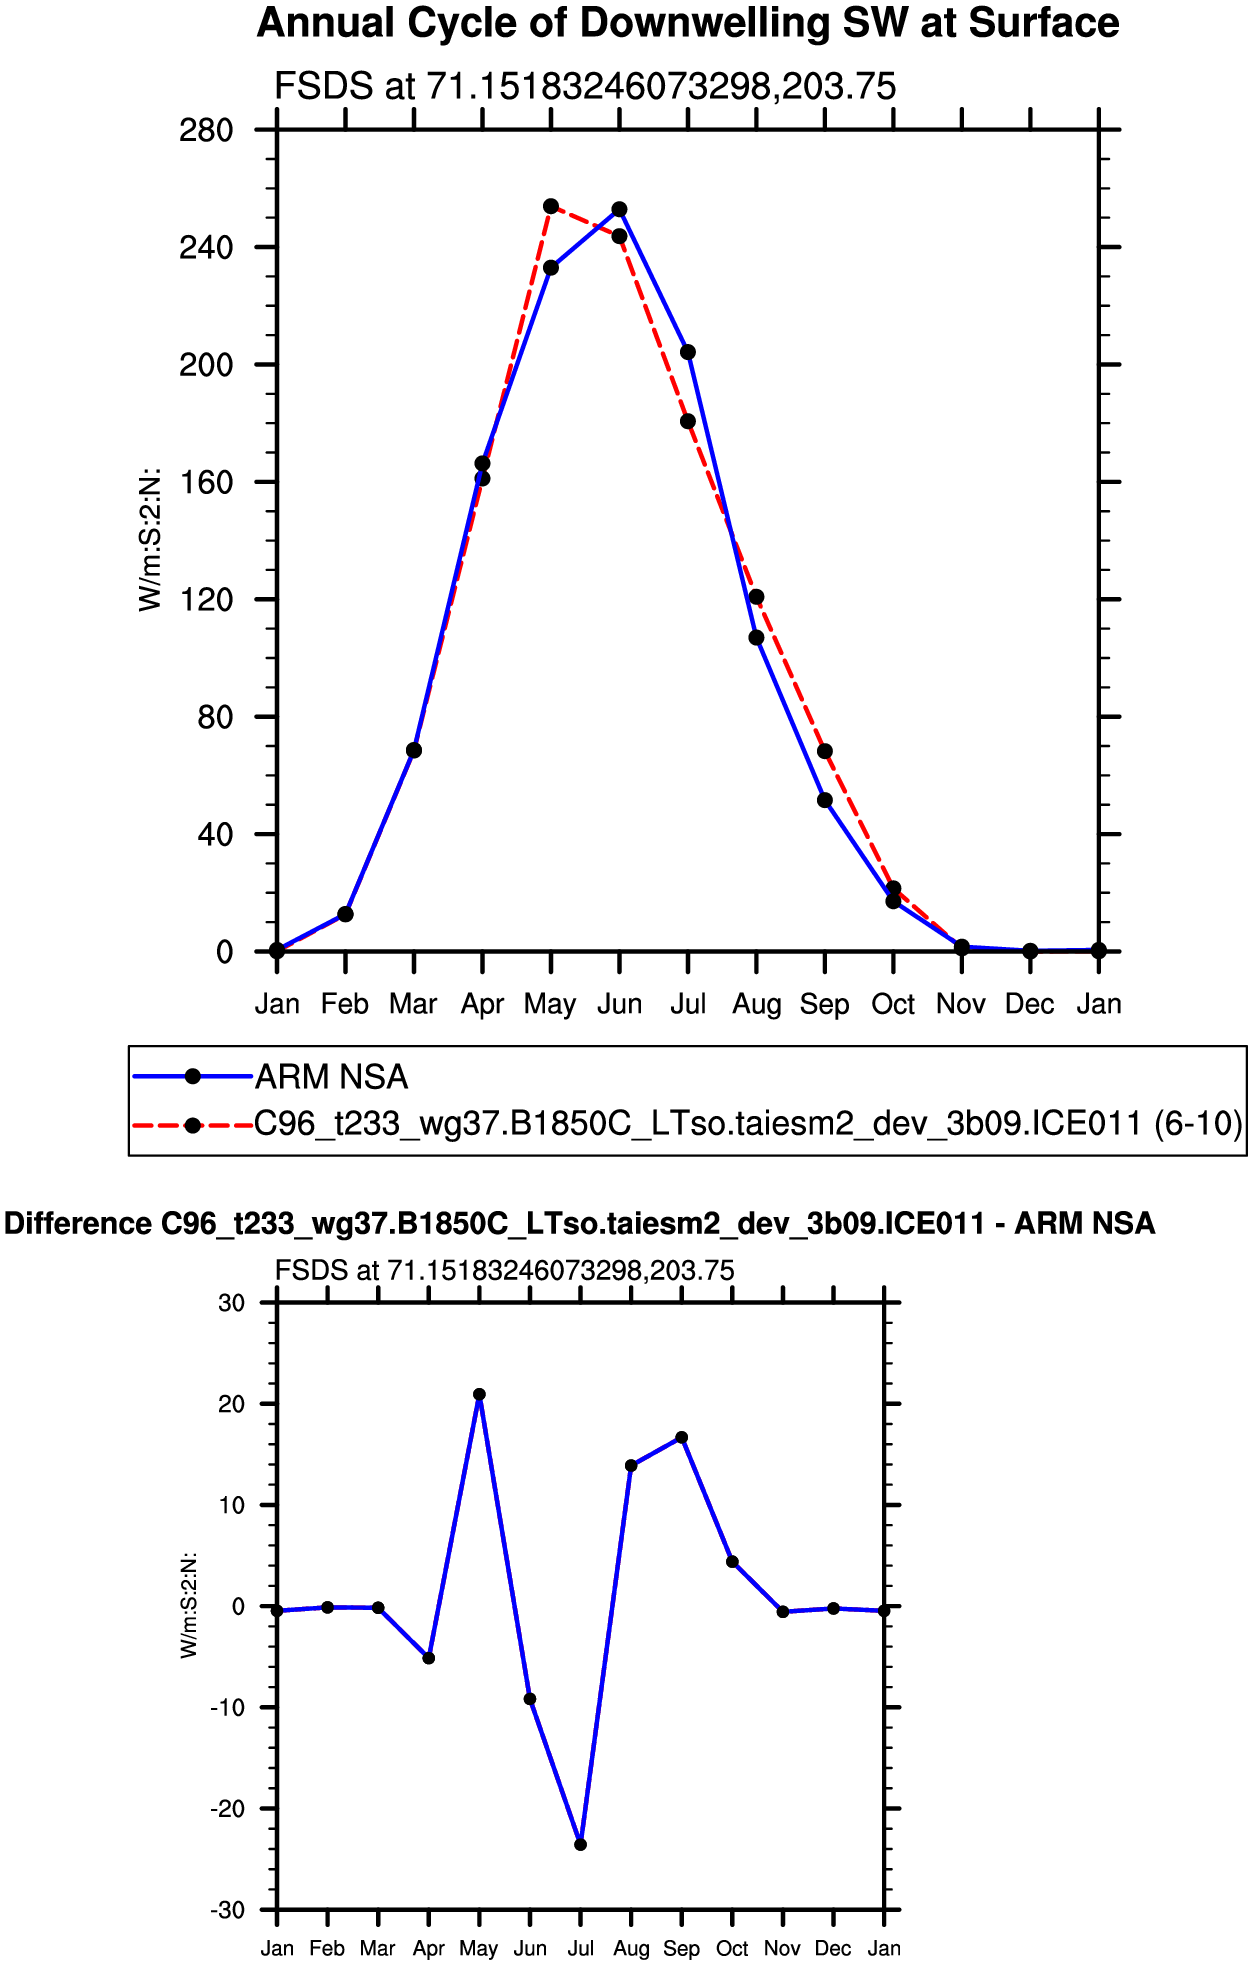 Annual Cycle of Downwelling SW at Surface
FSDS at 71.15183246073298,203.75
280
240
200
160
120
80
40
0
W/m:S:2:N:
Jan Feb Mar Apr May Jun Jul Aug Sep Oct Nov Dec Jan
ARM NSA
C96_t233_wg37.B1850C_LTso.taiesm2_dev_3b09.ICE011 (6-10)
Difference C96_t233_wg37.B1850C_LTso.taiesm2_dev_3b09.ICE011 - ARM NSA
FSDS at 71.15183246073298,203.75
30
20
10
0
-10
-20
-30
W/m:S:2:N:
Jan Feb Mar Apr May Jun Jul Aug Sep Oct Nov Dec Jan